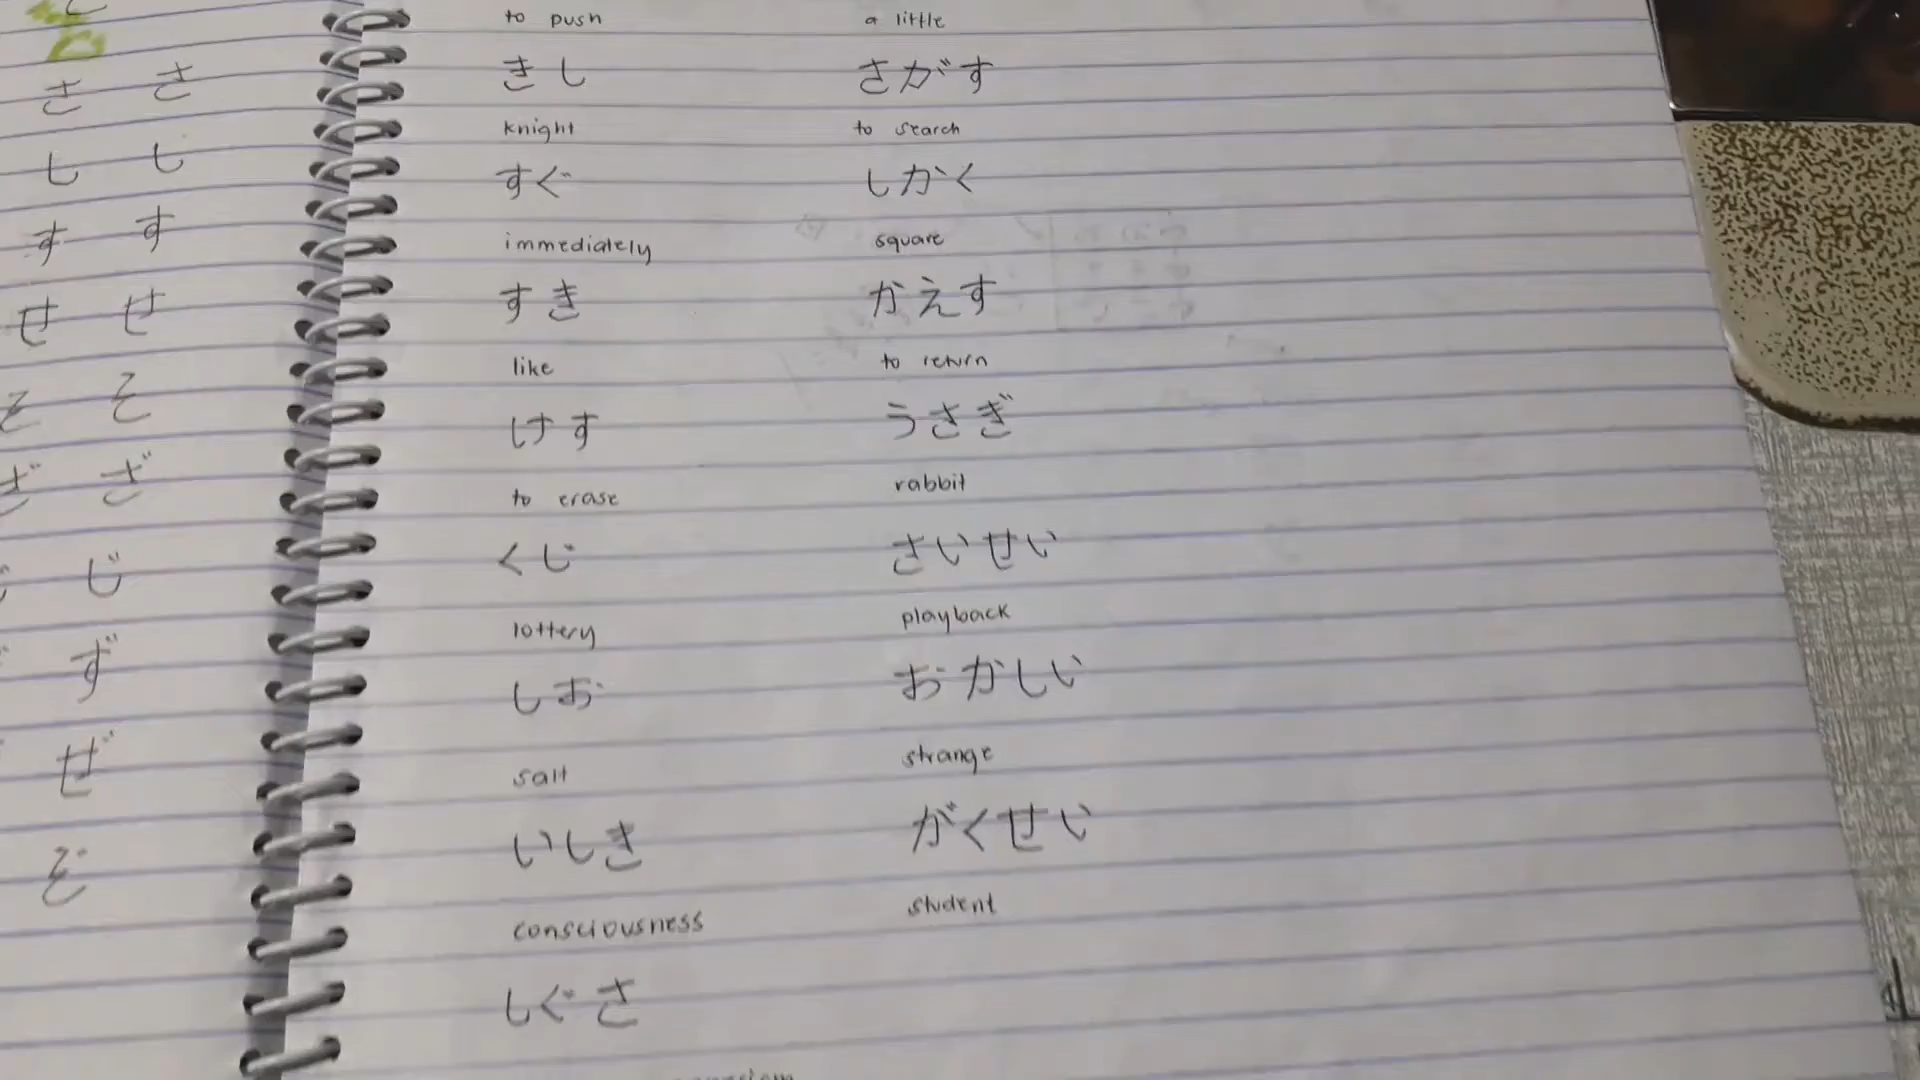 さ さ
し し
す す
せ せ
そ そ
ざ ざ
じ
ず
ぜ
ぞ
to push
きし
knight
すぐ
immediately
すき
like
けす
to erase
くじ
lottery
しお
salt
いしき
consciousness
しぐさ
a little
さがす
to search
しかく
square
かえす
to return
うさぎ
rabbit
さいせい
playback
おかしい
strange
がくせい
student